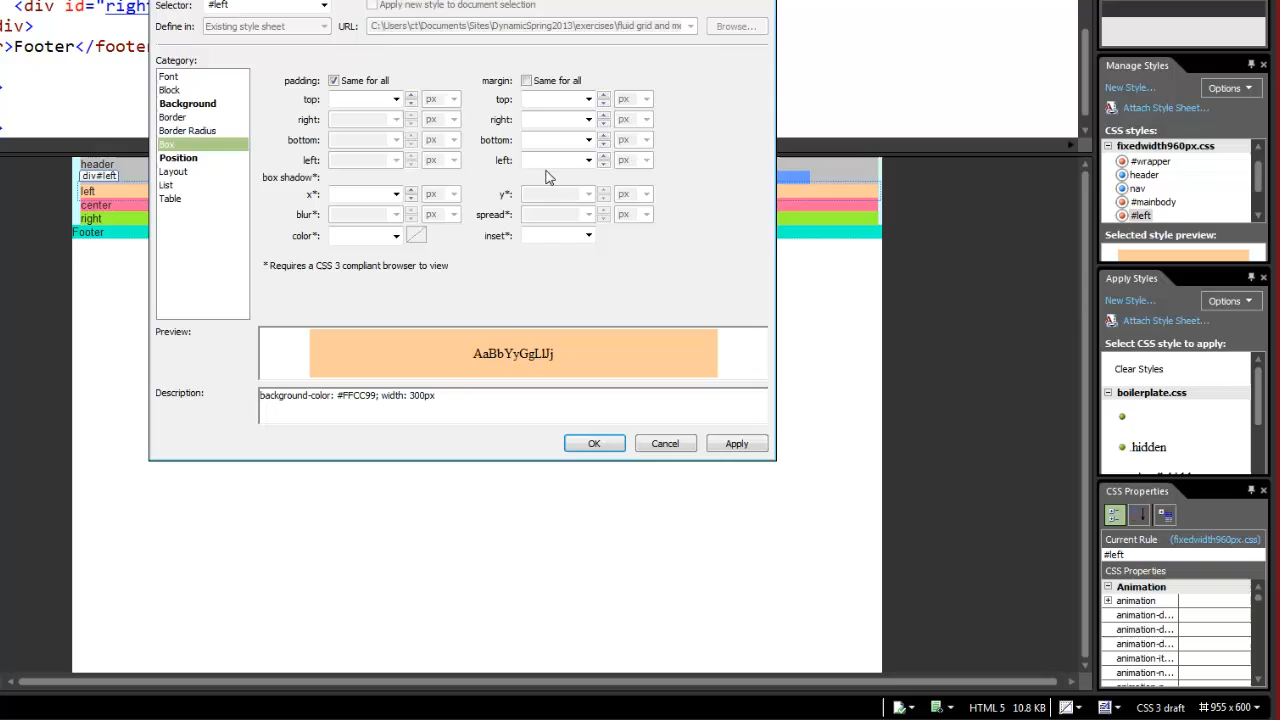 <div id="right
div>
r>Footer</footer
>
>
header
div#left
left
center
right
Footer
Selector:
#left
Apply new style to document selection
Define in:
Existing style sheet
URL:
C:\Users\ct\Documents\Sites\DynamicSpring2013\exercises\fluid grid and me
Browse...
Category:
Font
Block
Background
Border
Border Radius
Box
Position
Layout
List
Table
padding: Same for all
top: px
right: px
bottom: px
left: px
margin: Same for all
top: px
right: px
bottom: px
left: px
box shadow*:
x*: px
y*: px
blur*: px
spread*: px
color*:
inset*:
* Requires a CSS 3 compliant browser to view
Preview:
AaBbYyGgLlJj
Description:
background-color: #FFCC99; width: 300px
OK
Cancel
Apply
Manage Styles
New Style...
Options
Attach Style Sheet...
CSS styles:
fixedwidth960px.css
#wrapper
header
nav
#mainbody
#left
Selected style preview:
Apply Styles
New Style...
Options
Attach Style Sheet...
Select CSS style to apply:
Clear Styles
boilerplate.css
.hidden
CSS Properties
Current Rule
(fixedwidth960px.css)
#left
CSS Properties
Animation
animation
animation-d...
animation-d...
animation-d...
animation-it...
animation-n...
HTML 5
10.8 KB
CSS 3 draft
955 x 600